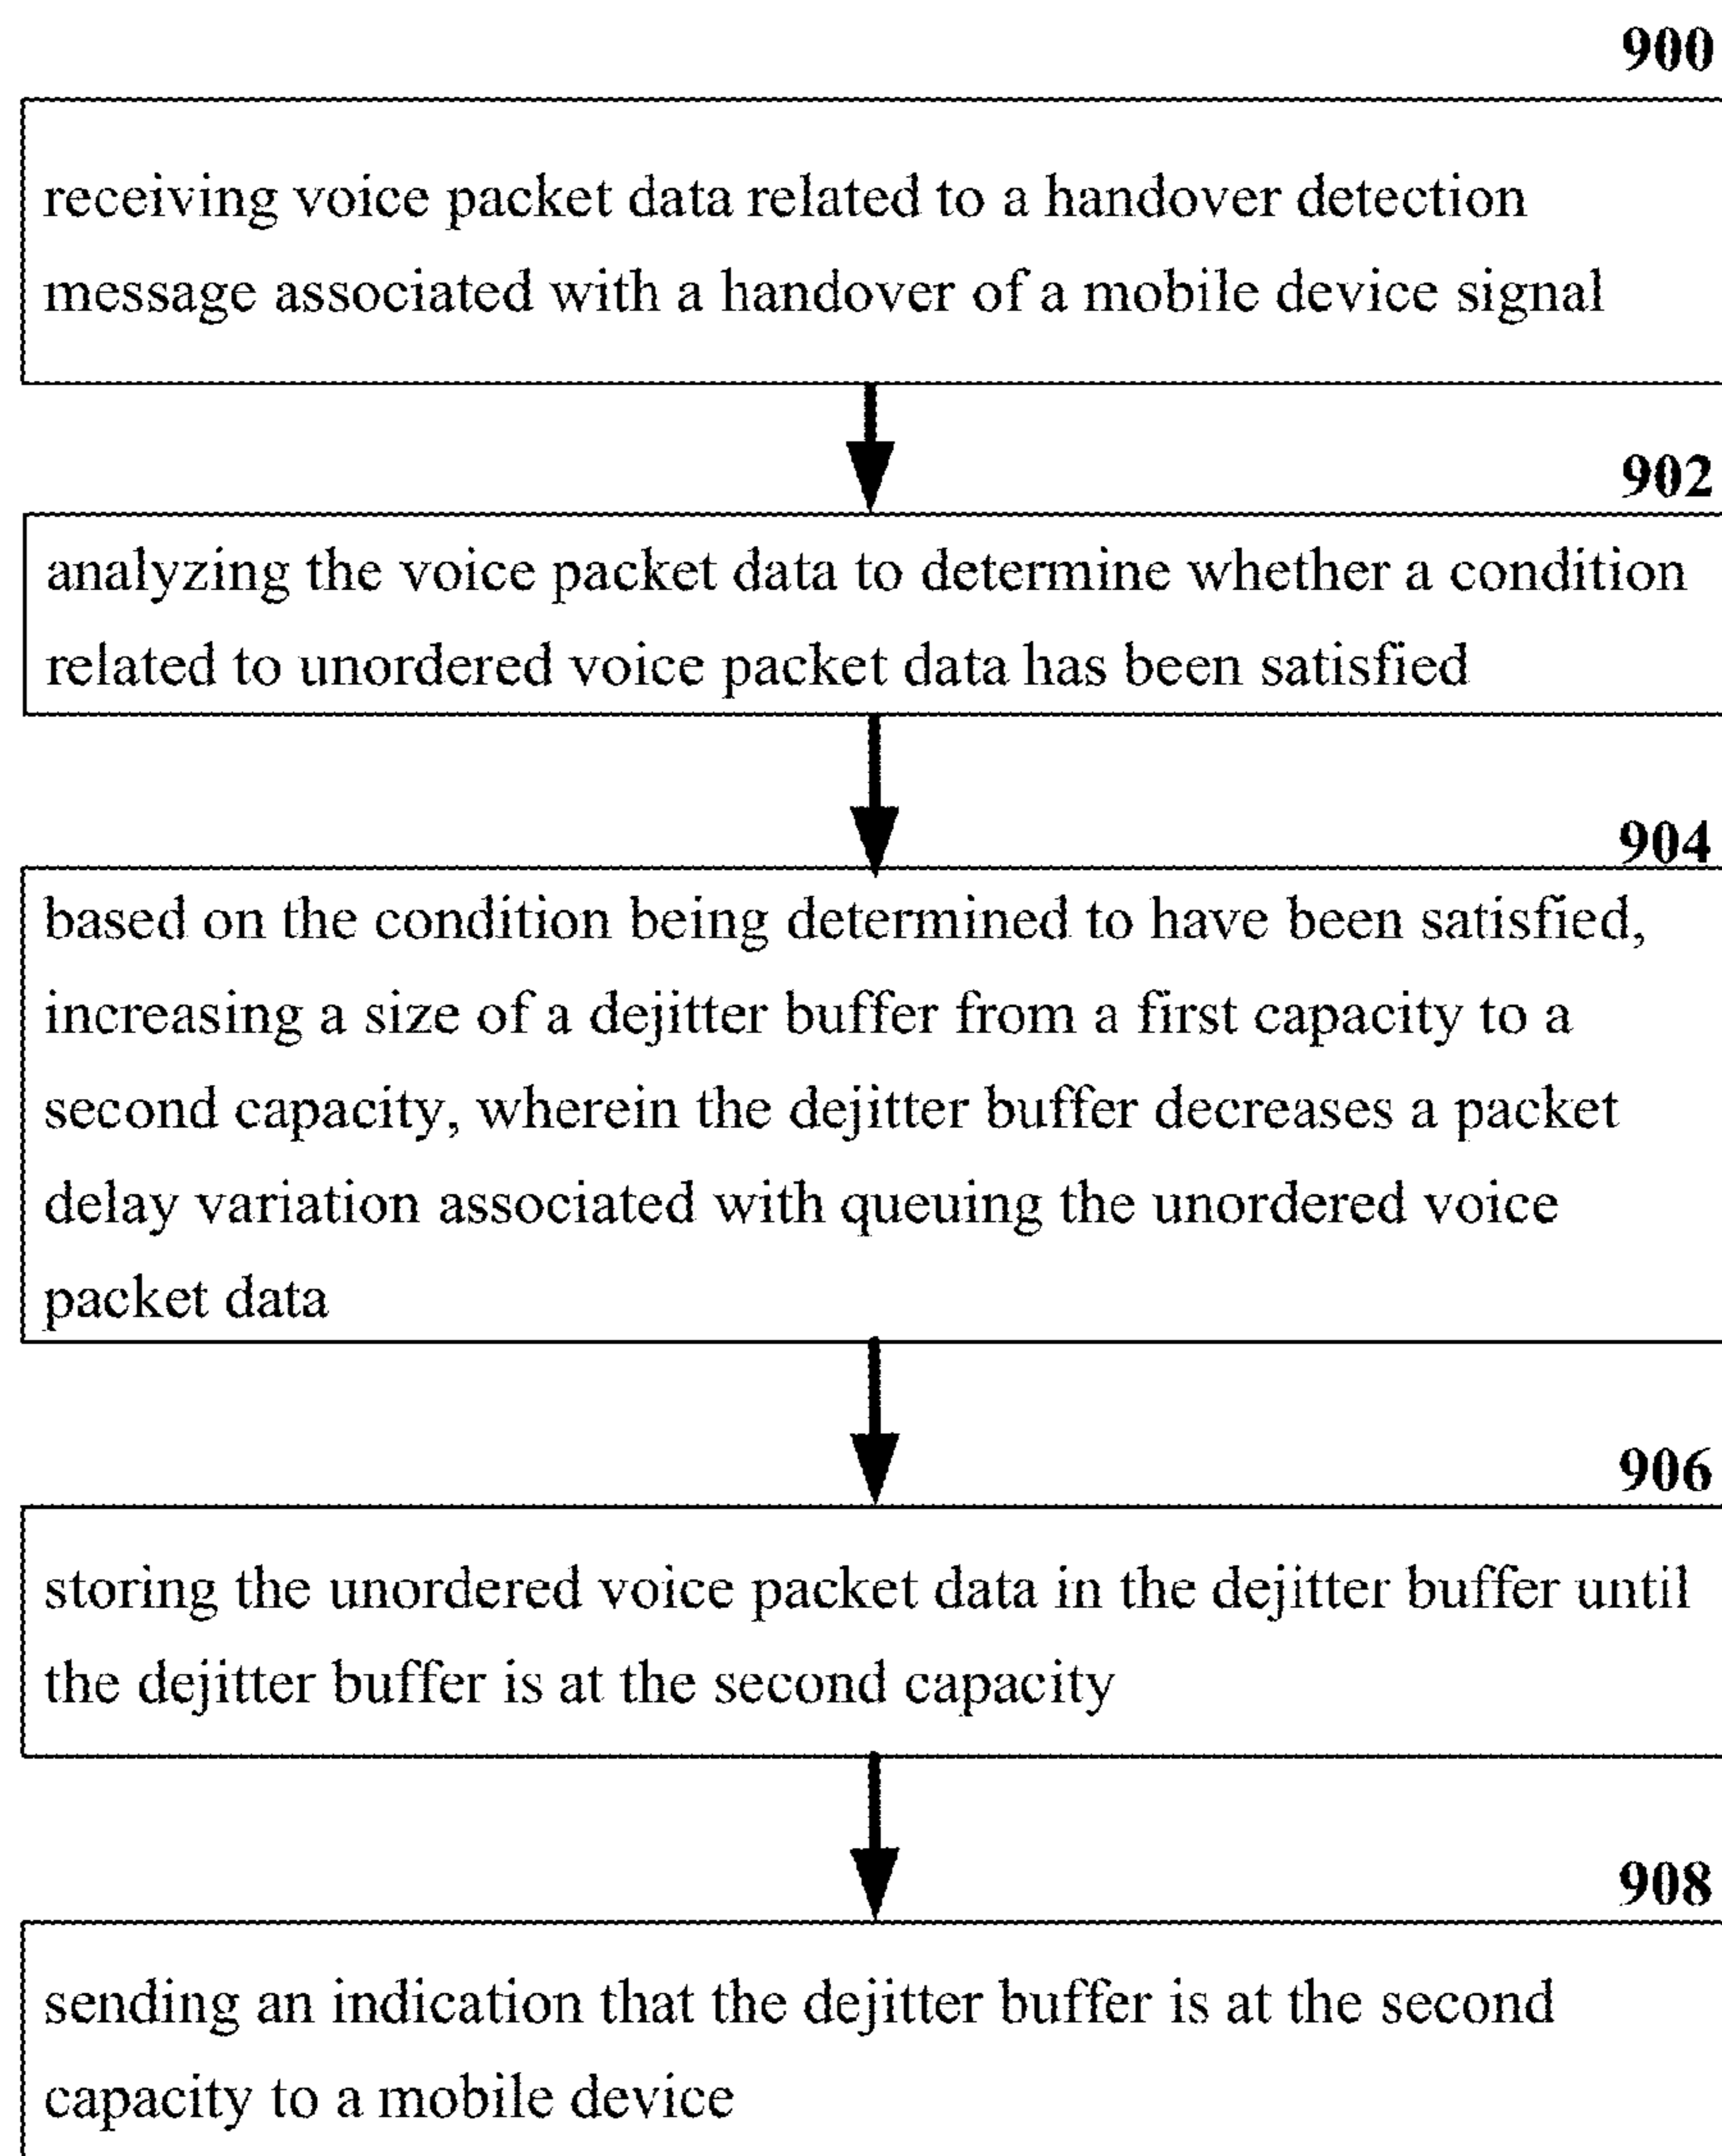 900
receiving voice packet data related to a handover detection
message associated with a handover of a mobile device signal
902
analyzing the voice packet data to determine whether a condition
related to unordered voice packet data has been satisfied
904
based on the condition being determined to have been satisfied,
increasing a size of a dejitter buffer from a first capacity to a
second capacity, wherein the dejitter buffer decreases a packet
delay variation associated with queuing the unordered voice
packet data
906
storing the unordered voice packet data in the dejitter buffer until
the dejitter buffer is at the second capacity
908
sending an indication that the dejitter buffer is at the second
capacity to a mobile device